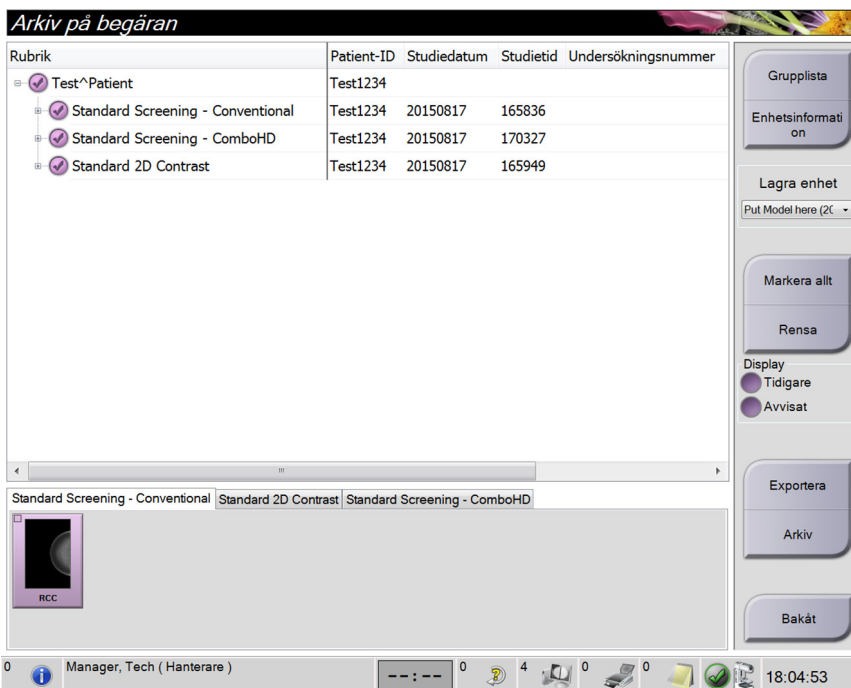 Arkiv på begäran
Rubrik Patient-ID Studiedatum Studietid Undersökningsnummer
Test^Patient Test1234
Standard Screening - Conventional Test1234 20150817 165836
Standard Screening - ComboHD Test1234 20150817 170327
Standard 2D Contrast Test1234 20150817 165949
Grupplista
Enhetsinformati
on
Lagra enhet
Put Model here (20
Markera allt
Rensa
Display
Tidigare
Avvisat
Exportera
Arkiv
Bakåt
Standard Screening - Conventional Standard 2D Contrast Standard Screening - ComboHD
RCC
0 Manager, Tech ( Hanterare ) --:-- 0 4 0 0 18:04:53